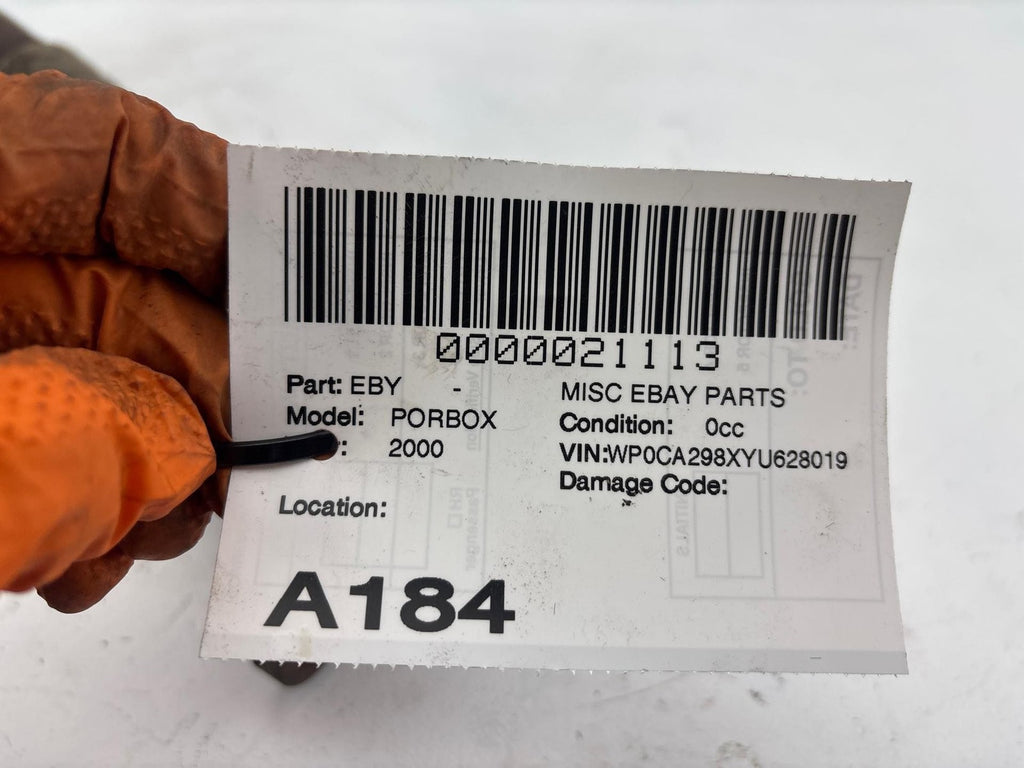 0000021113
Part: EBY - MISC EBAY PARTS
Model: PORBOX Condition: 0cc
: 2000 VIN:WP0CA298XYU628019
Damage Code:
Location:
A184